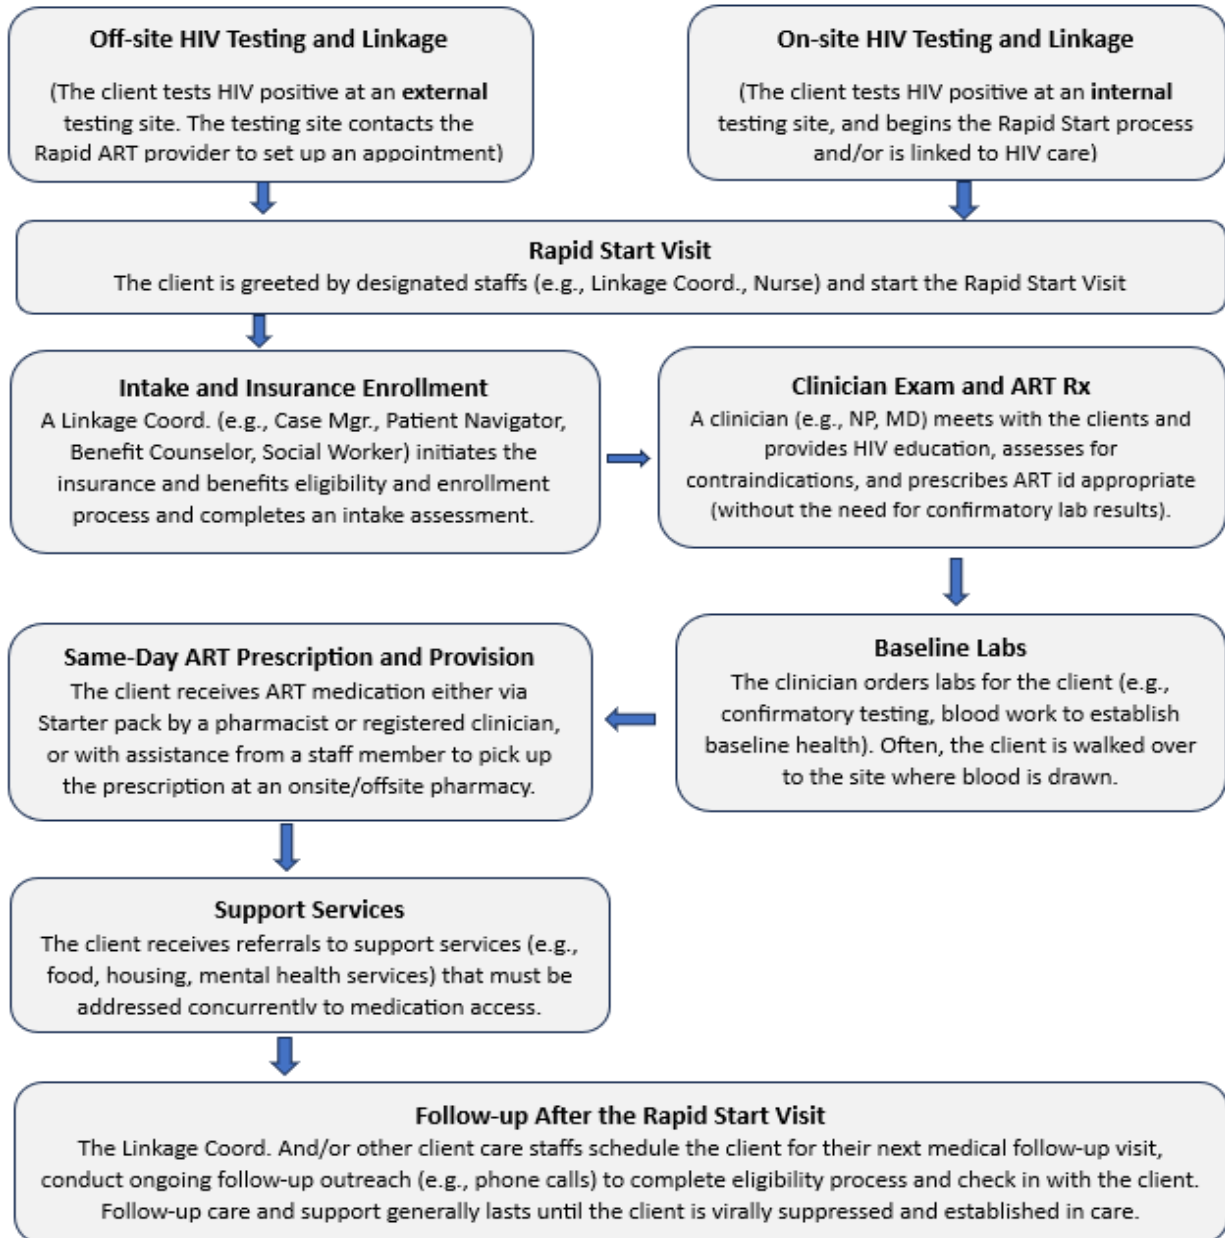 Off-site HIV Testing and Linkage
(The client tests HIV positive at an external
testing site. The testing site contacts the
Rapid ART provider to set up an appointment)
On-site HIV Testing and Linkage
(The client tests HIV positive at an internal
testing site, and begins the Rapid Start process
and/or is linked to HIV care)
Rapid Start Visit
The client is greeted by designated staffs (e.g., Linkage Coord., Nurse) and start the Rapid Start Visit
Intake and Insurance Enrollment
A Linkage Coord. (e.g., Case Mgr., Patient Navigator,
Benefit Counselor, Social Worker) initiates the
insurance and benefits eligibility and enrollment
process and completes an intake assessment.
Clinician Exam and ART Rx
A clinician (e.g., NP, MD) meets with the clients and
provides HIV education, assesses for
contraindications, and prescribes ART id appropriate
(without the need for confirmatory lab results).
Baseline Labs
The clinician orders labs for the client (e.g.,
confirmatory testing, blood work to establish
baseline health). Often, the client is walked over
to the site where blood is drawn.
Same-Day ART Prescription and Provision
The client receives ART medication either via
Starter pack by a pharmacist or registered clinician,
or with assistance from a staff member to pick up
the prescription at an onsite/offsite pharmacy.
Support Services
The client receives referrals to support services (e.g.,
food, housing, mental health services) that must be
addressed concurrently to medication access.
Follow-up After the Rapid Start Visit
The Linkage Coord. And/or other client care staffs schedule the client for their next medical follow-up visit,
conduct ongoing follow-up outreach (e.g., phone calls) to complete eligibility process and check in with the client.
Follow-up care and support generally lasts until the client is virally suppressed and established in care.